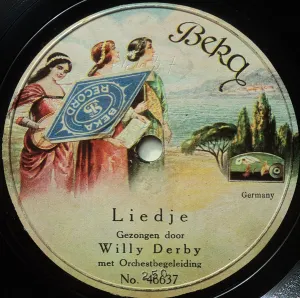 Beka
BEKA
RECORD
Germany
Liedje
Gezongen door
Willy Derby
met Orchestbegeleiding
No. 46637